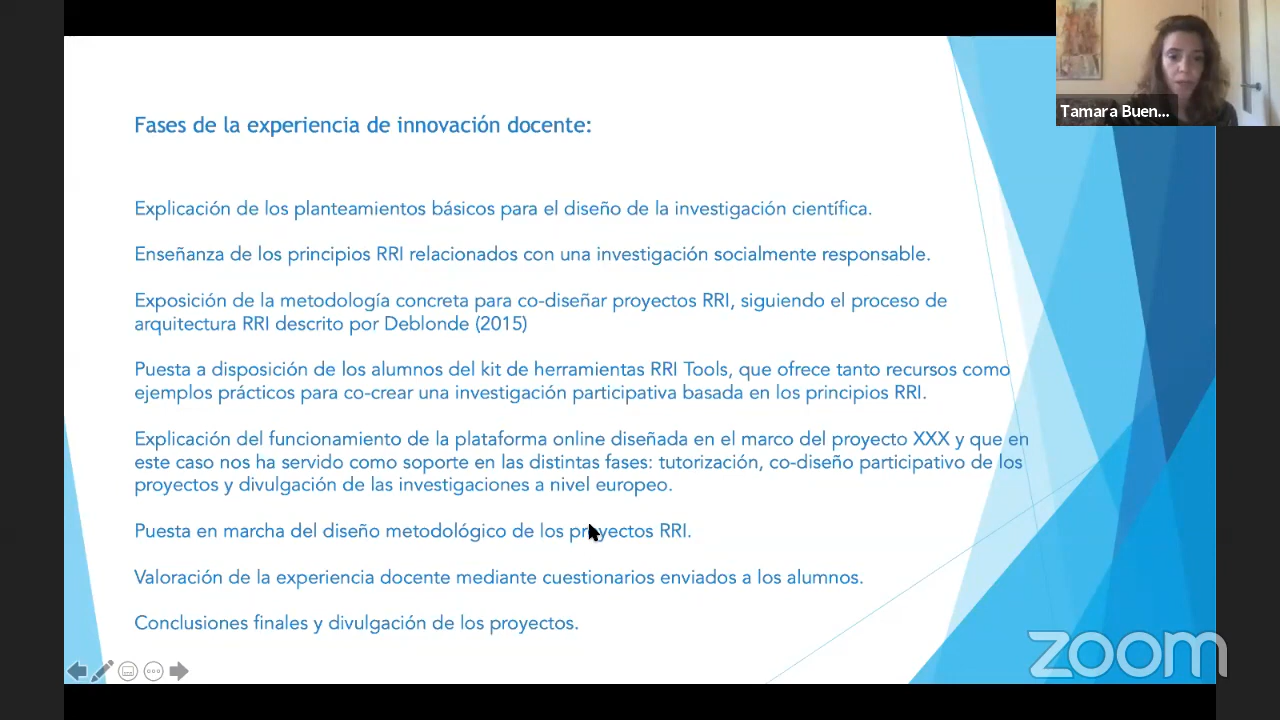 Tamara Buen...
Fases de la experiencia de innovación docente:
Explicación de los planteamientos básicos para el diseño de la investigación científica.
Enseñanza de los principios RRI relacionados con una investigación socialmente responsable.
Exposición de la metodología concreta para co-diseñar proyectos RRI, siguiendo el proceso de
arquitectura RRI descrito por Deblonde (2015)
Puesta a disposición de los alumnos del kit de herramientas RRI Tools, que ofrece tanto recursos como
ejemplos prácticos para co-crear una investigación participativa basada en los principios RRI.
Explicación del funcionamiento de la plataforma online diseñada en el marco del proyecto XXX y que en
este caso nos ha servido como soporte en las distintas fases: tutorización, co-diseño participativo de los
proyectos y divulgación de las investigaciones a nivel europeo.
Puesta en marcha del diseño metodológico de los proyectos RRI.
Valoración de la experiencia docente mediante cuestionarios enviados a los alumnos.
Conclusiones finales y divulgación de los proyectos.
zoom